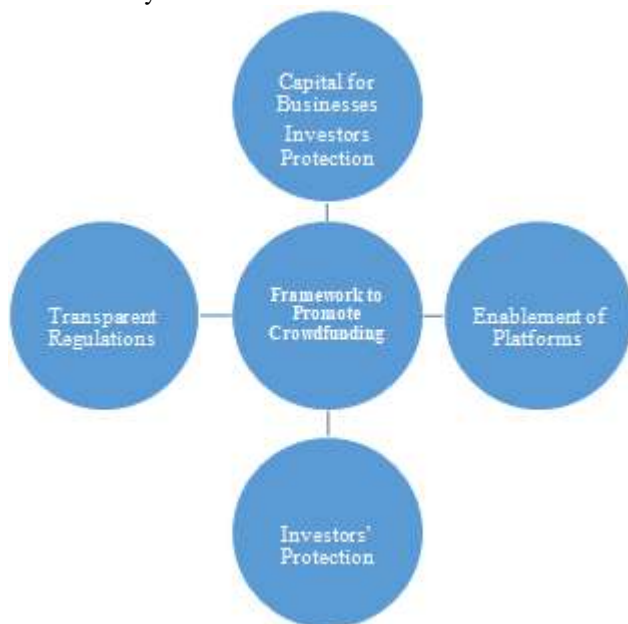 Capital for
Businesses
Investors
Protection
Transparent
Regulations
Framework to
Promote
Crowdfunding
Enablement of
Platforms
Investors'
Protection